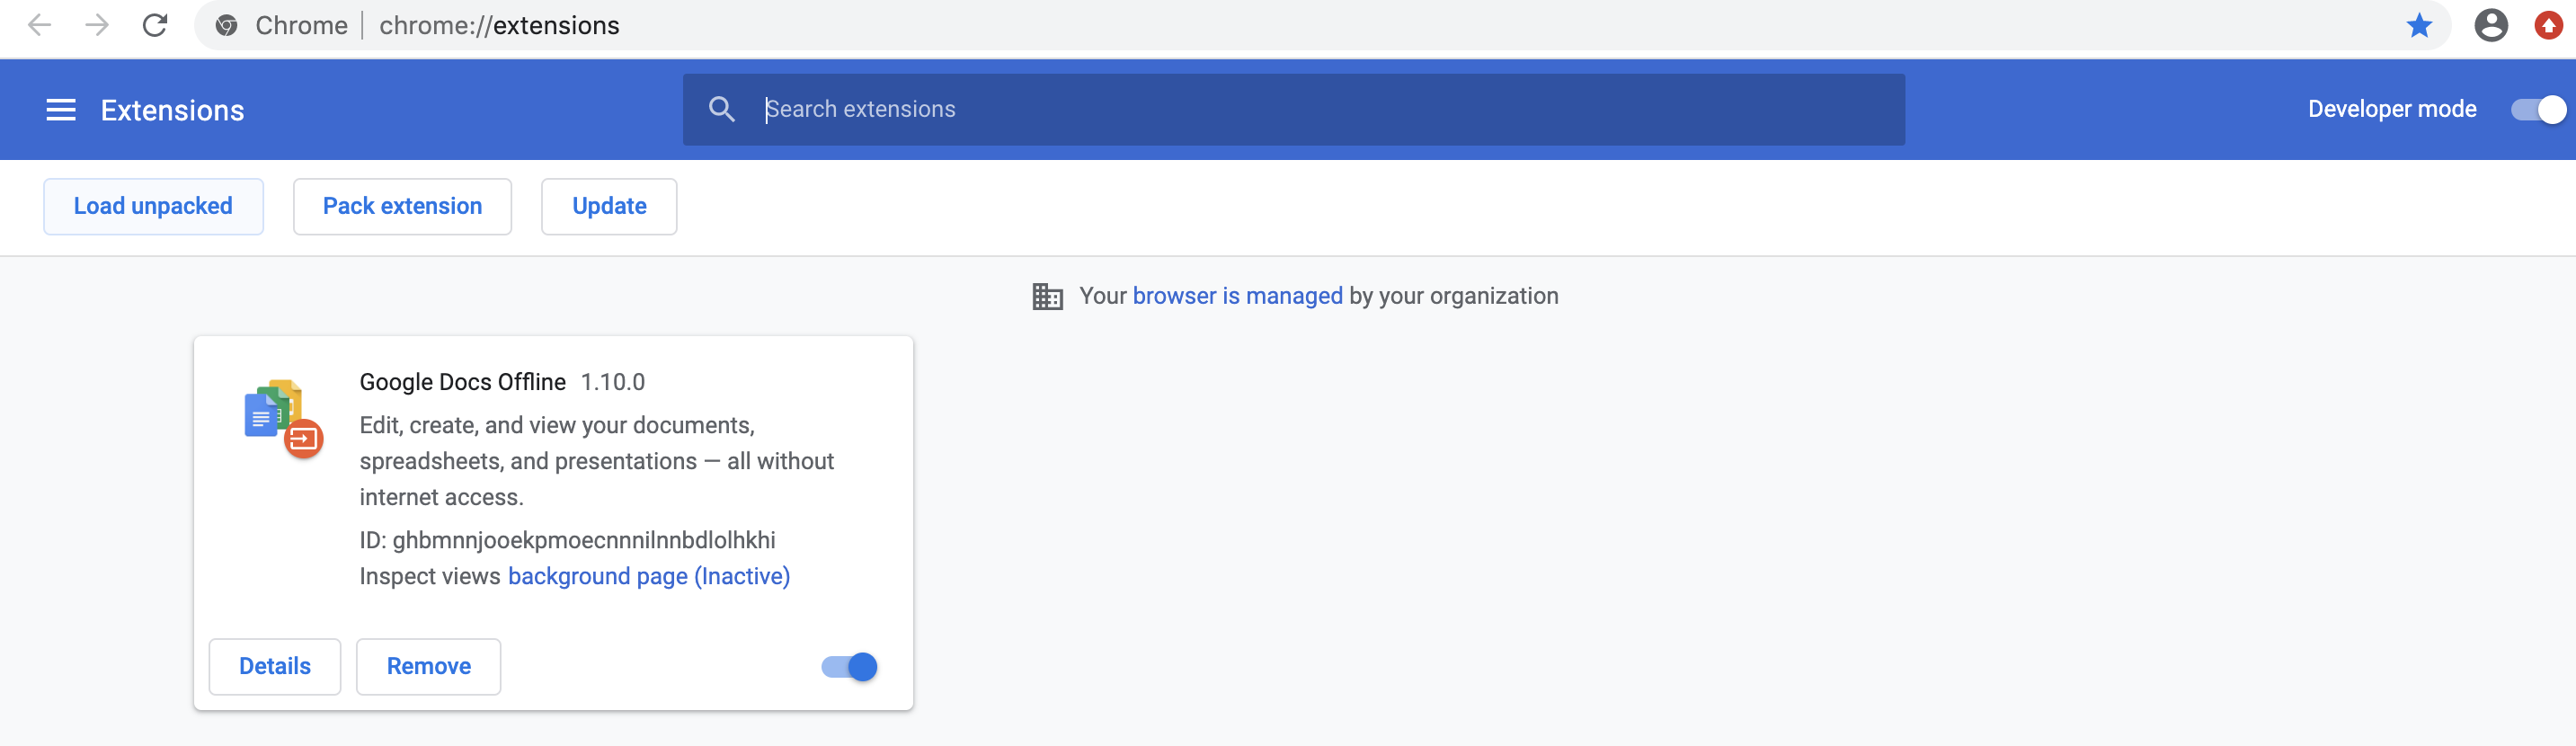 Chrome | chrome://extensions
Extensions
Search extensions
Developer mode
Load unpacked
Pack extension
Update
Your browser is managed by your organization
Google Docs Offline 1.10.0
Edit, create, and view your documents,
spreadsheets, and presentations — all without
internet access.
ID: ghbmnnjooekpmoecnnnilnnbdlolhkhi
Inspect views background page (Inactive)
Details
Remove